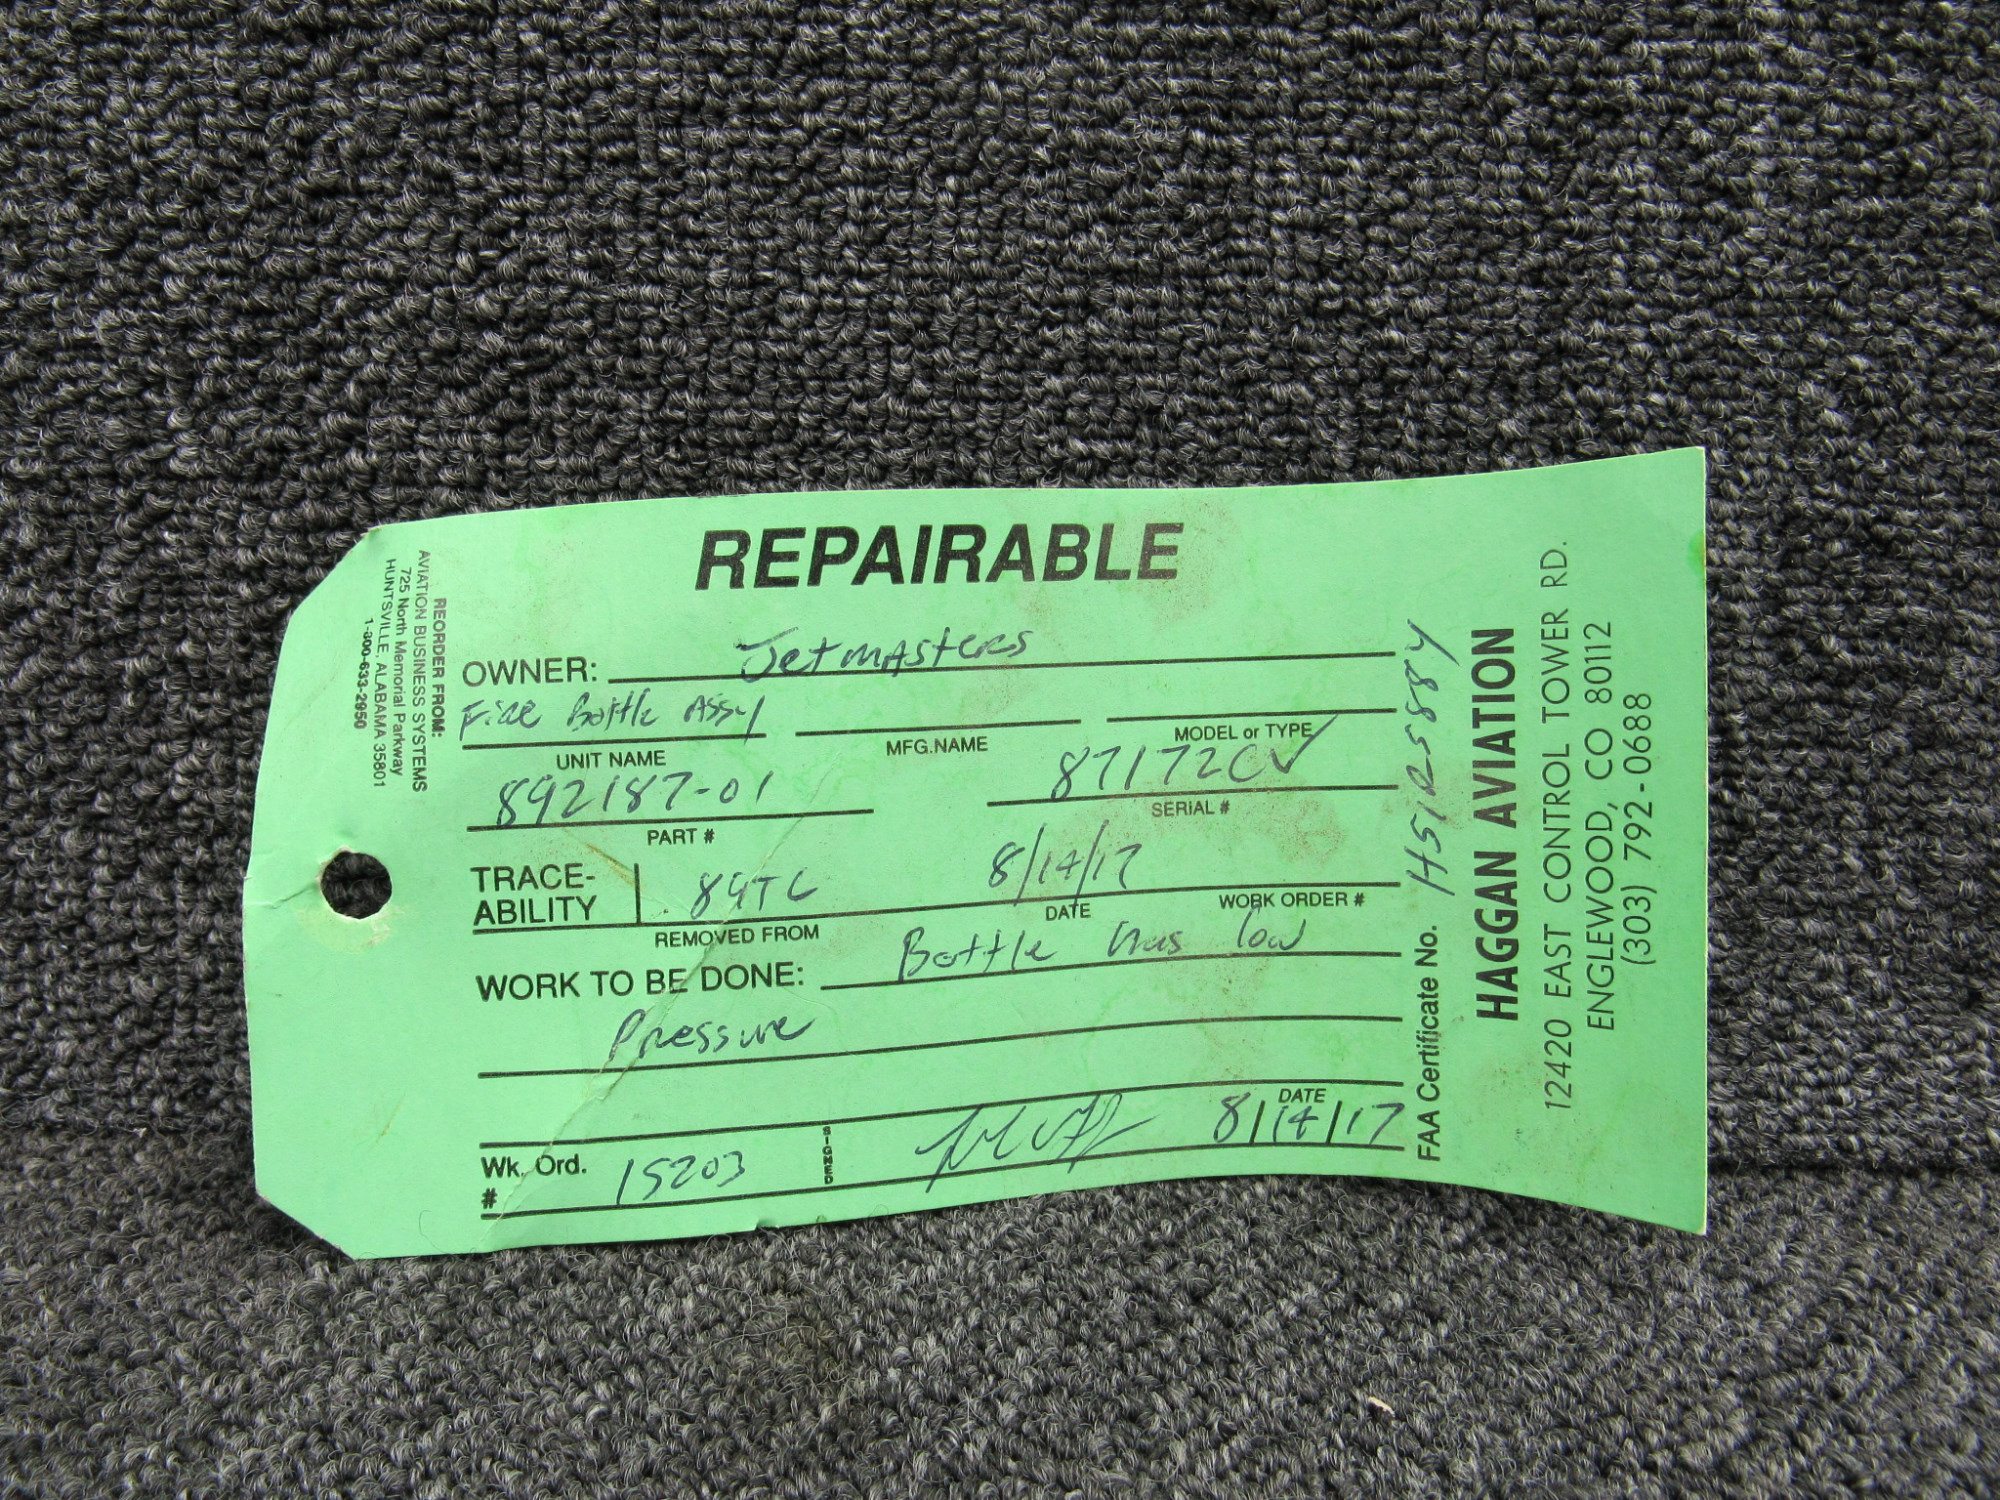 REPAIRABLE
OWNER: Jetmasters
Fire Bottle Assy
UNIT NAME MFG.NAME MODEL or TYPE
892187-01 87172C
PART # SERIAL #
TRACE-
ABILITY 89TC 8/14/17
REMOVED FROM DATE WORK ORDER #
WORK TO BE DONE: Bottle has low
Pressure
Wk. Ord.
# 15203 SIGNED DATE 8/14/17
REORDER FROM:
AVIATION BUSINESS SYSTEMS
725 North Memorial Parkway
HUNTSVILLE, ALABAMA 35801
1-800-633-2950
FAA Certificate No. HS1R588Y
HAGGAN AVIATION
12420 EAST CONTROL TOWER RD.
ENGLEWOOD, CO 80112
(303) 792-0688